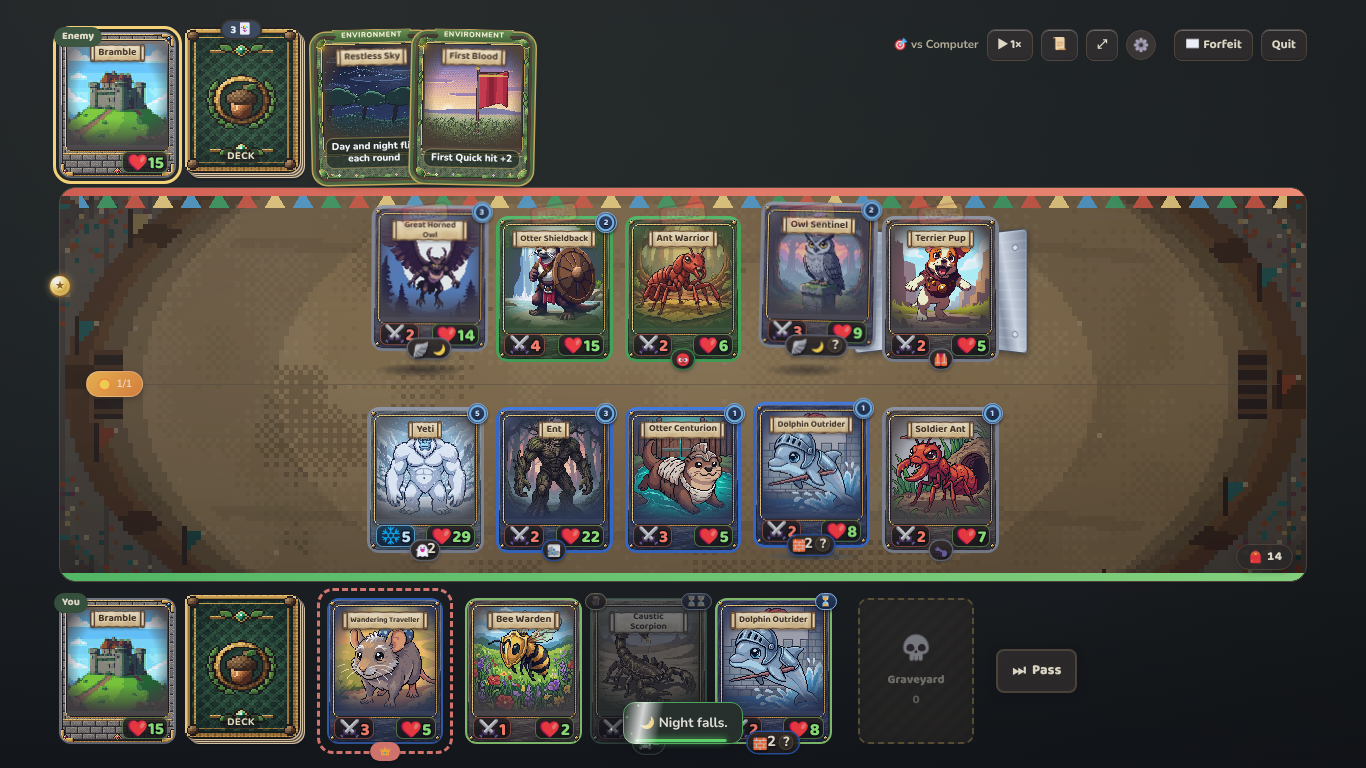 Enemy
Bramble
15
3
DECK
ENVIRONMENT
Restless Sky
Day and night fli
each round
ENVIRONMENT
First Blood
First Quick hit +2
vs Computer
1×
Forfeit
Quit
Great Horned
Owl
3
2
14
Otter Shieldback
2
4
15
Ant Warrior
2
6
Owl Sentinel
2
3
9
?
Terrier Pup
2
5
1/1
Yeti
5
5
29
2
Ent
3
2
22
Otter Centurion
1
3
5
Dolphin Outrider
1
2
8
2 ?
Soldier Ant
1
2
7
14
You
Bramble
15
DECK
Wandering Traveller
3
5
Bee Warden
1
2
Caustic
Scorpion
Dolphin Outrider
2
8
2 ?
Night falls.
Graveyard
0
Pass